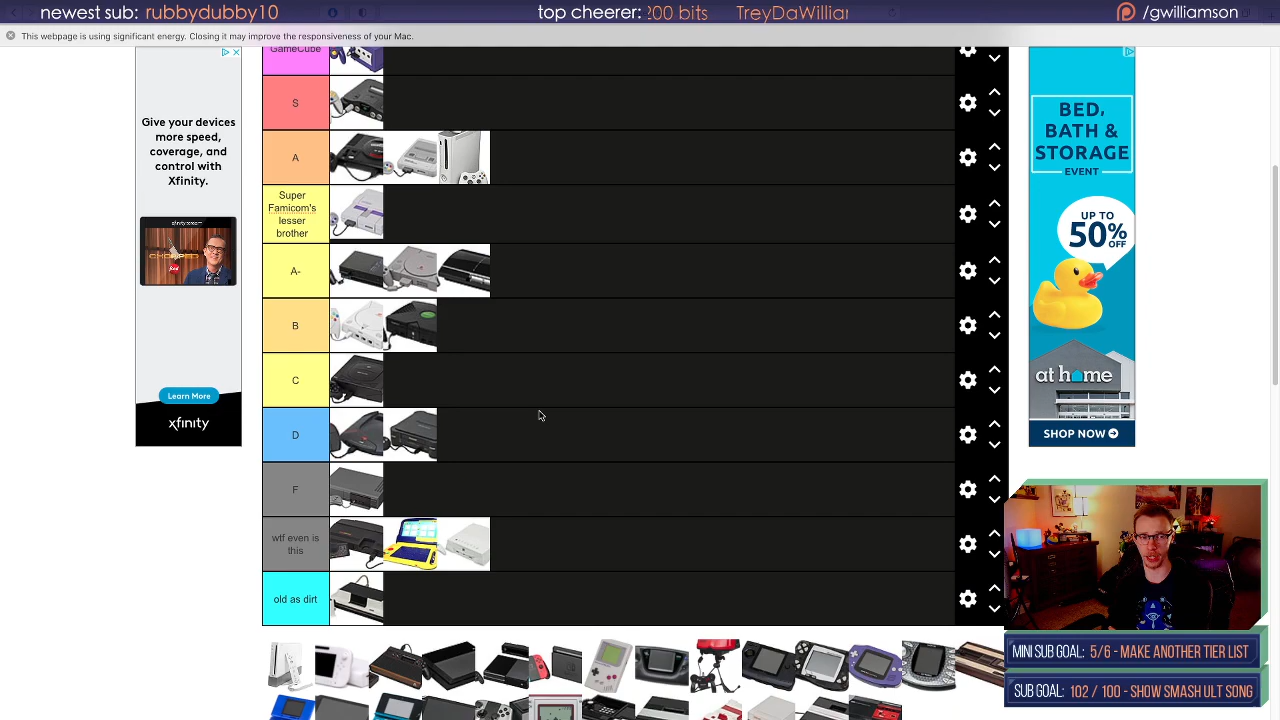 newest sub: rubbydubby10
top cheerer: 200 bits TreyDaWilliar
/gwilliamson
This webpage is using significant energy. Closing it may improve the responsiveness of your Mac.
GameCube
S
A
Super
Famicom's
lesser
brother
A-
B
C
D
F
wtf even is
this
old as dirt
Give your devices
more speed,
coverage, and
control with
Xfinity.
CHOPPED
Learn More
xfinity
BED,
BATH &
STORAGE
EVENT
UP TO
50%
OFF
at home
SHOP NOW
MINI SUB GOAL: 5/6 - MAKE ANOTHER TIER LIST
SUB GOAL: 102 / 100 - SHOW SMASH ULT SONG